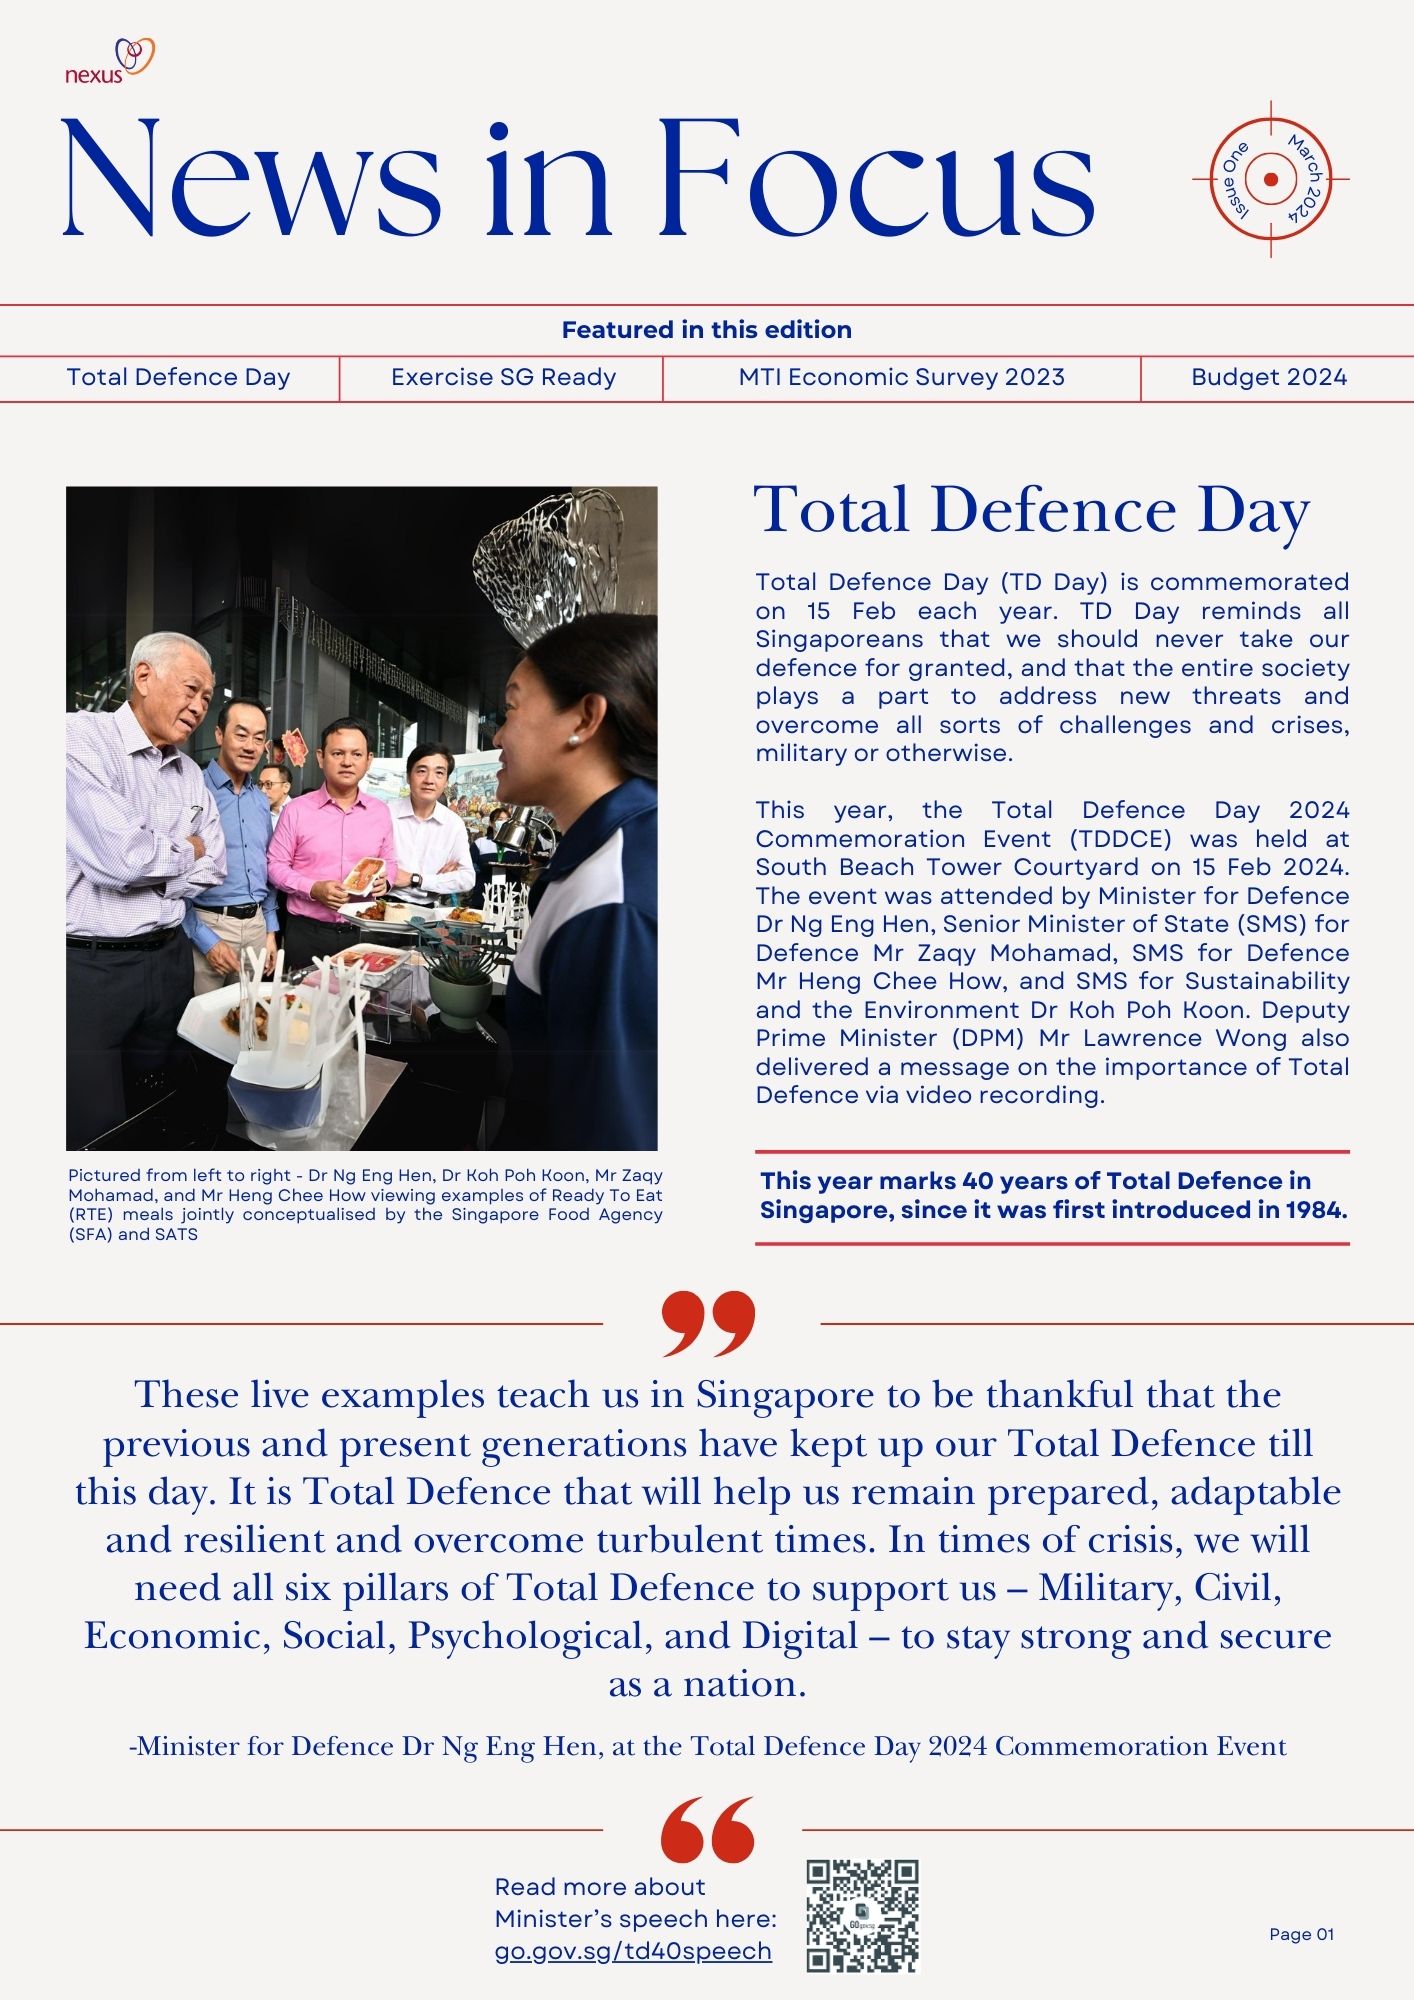 nexus
News in Focus
Issue One
March 2024
Featured in this edition
Total Defence Day
Exercise SG Ready
MTI Economic Survey 2023
Budget 2024
Total Defence Day
Total Defence Day (TD Day) is commemorated
on 15 Feb each year. TD Day reminds all
Singaporeans that we should never take our
defence for granted, and that the entire society
plays a part to address new threats and
overcome all sorts of challenges and crises,
military or otherwise.
This year, the Total Defence Day 2024
Commemoration Event (TDDCE) was held at
South Beach Tower Courtyard on 15 Feb 2024.
The event was attended by Minister for Defence
Dr Ng Eng Hen, Senior Minister of State (SMS) for
Defence Mr Zaqy Mohamad, SMS for Defence
Mr Heng Chee How, and SMS for Sustainability
and the Environment Dr Koh Poh Koon. Deputy
Prime Minister (DPM) Mr Lawrence Wong also
delivered a message on the importance of Total
Defence via video recording.
Pictured from left to right - Dr Ng Eng Hen, Dr Koh Poh Koon, Mr Zaqy
Mohamad, and Mr Heng Chee How viewing examples of Ready To Eat
(RTE) meals jointly conceptualised by the Singapore Food Agency
(SFA) and SATS
This year marks 40 years of Total Defence in
Singapore, since it was first introduced in 1984.
”
These live examples teach us in Singapore to be thankful that the
previous and present generations have kept up our Total Defence till
this day. It is Total Defence that will help us remain prepared, adaptable
and resilient and overcome turbulent times. In times of crisis, we will
need all six pillars of Total Defence to support us – Military, Civil,
Economic, Social, Psychological, and Digital – to stay strong and secure
as a nation.
-Minister for Defence Dr Ng Eng Hen, at the Total Defence Day 2024 Commemoration Event
“
Read more about
Minister’s speech here:
go.gov.sg/td40speech
GO.gov.sg
Page 01